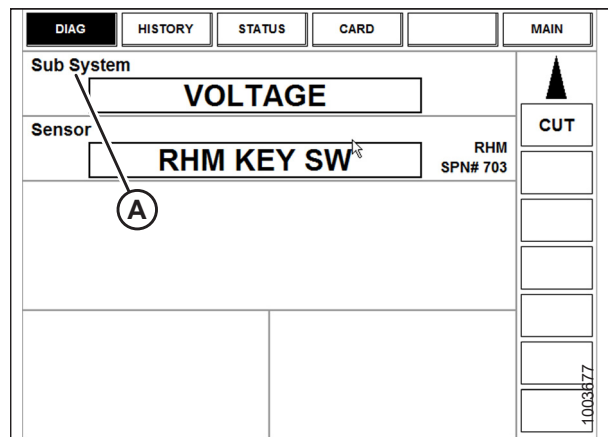 DIAG HISTORY STATUS CARD MAIN
Sub System
VOLTAGE
CUT
Sensor
RHM KEY SW
RHM
SPN# 703
A
1003677